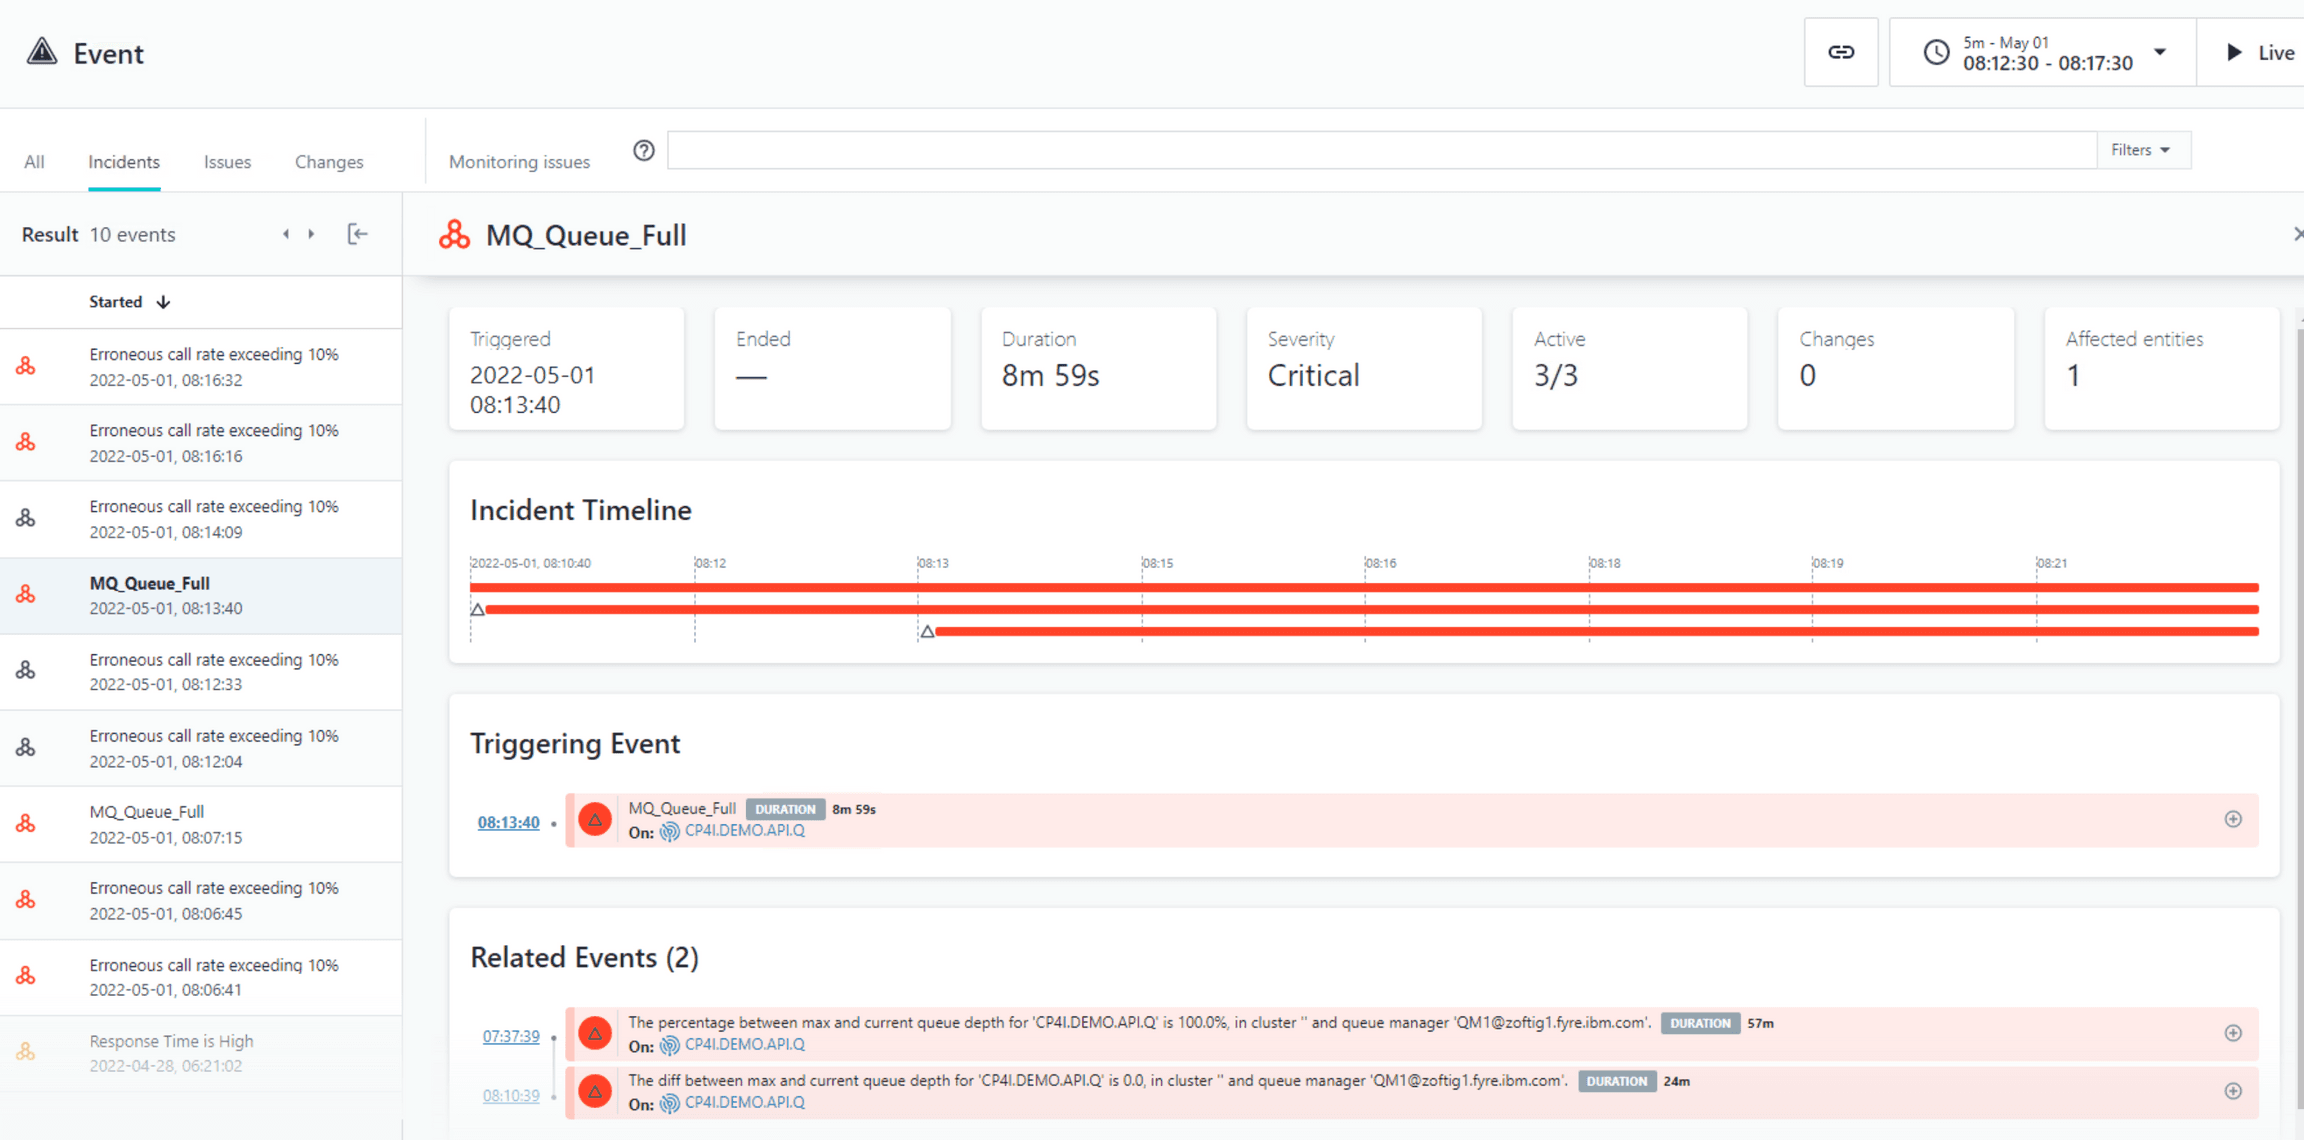 Event
5m - May 01
08:12:30 - 08:17:30
Live
All
Incidents
Issues
Changes
Monitoring issues
Filters
Result 10 events
MQ_Queue_Full
Started
Erroneous call rate exceeding 10%
2022-05-01, 08:16:32
Erroneous call rate exceeding 10%
2022-05-01, 08:16:16
Erroneous call rate exceeding 10%
2022-05-01, 08:14:09
MQ_Queue_Full
2022-05-01, 08:13:40
Erroneous call rate exceeding 10%
2022-05-01, 08:12:33
Erroneous call rate exceeding 10%
2022-05-01, 08:12:04
MQ_Queue_Full
2022-05-01, 08:07:15
Erroneous call rate exceeding 10%
2022-05-01, 08:06:45
Erroneous call rate exceeding 10%
2022-05-01, 08:06:41
Response Time is High
2022-04-28, 06:21:02
Triggered
2022-05-01
08:13:40
Ended
—
Duration
8m 59s
Severity
Critical
Active
3/3
Changes
0
Affected entities
1
Incident Timeline
2022-05-01, 08:10:40 08:12 08:13 08:15 08:16 08:18 08:19 08:21
Triggering Event
08:13:40
MQ_Queue_Full DURATION 8m 59s
On: CP4I.DEMO.API.Q
Related Events (2)
07:37:39
The percentage between max and current queue depth for 'CP4I.DEMO.API.Q' is 100.0%, in cluster '' and queue manager 'QM1@zoftig1.fyre.ibm.com'. DURATION 57m
On: CP4I.DEMO.API.Q
08:10:39
The diff between max and current queue depth for 'CP4I.DEMO.API.Q' is 0.0, in cluster '' and queue manager 'QM1@zoftig1.fyre.ibm.com'. DURATION 24m
On: CP4I.DEMO.API.Q